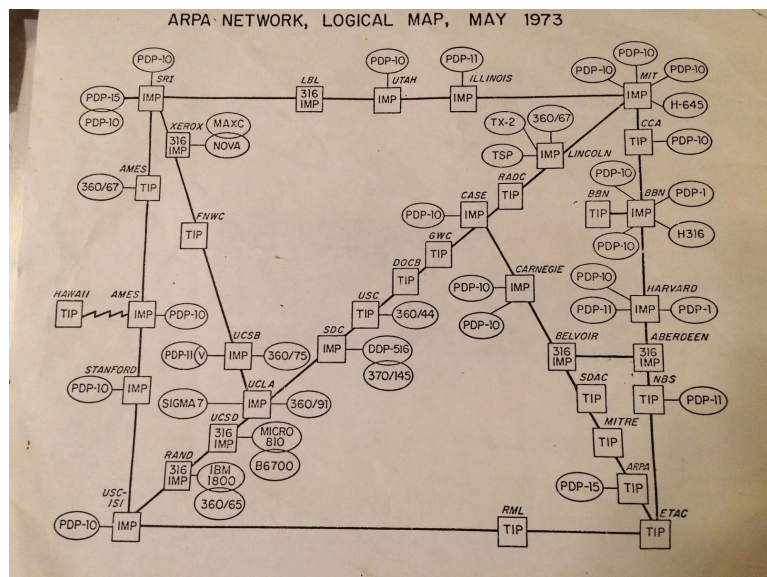 ARPA NETWORK, LOGICAL MAP, MAY 1973
PDP-10
SRI
PDP-15
PDP-10
IMP
LBL
316
IMP
PDP-10
UTAH
IMP
PDP-11
ILLINOIS
IMP
PDP-10
PDP-10
MIT
PDP-10
IMP
H-645
XEROX
316
IMP
MAXC
NOVA
TX-2
360/67
TSP
IMP
LINCOLN
CCA
TIP
PDP-10
AMES
360/67
TIP
RADC
TIP
PDP-10
BBN
TIP
BBN
IMP
PDP-1
PDP-10
H316
CASE
PDP-10
IMP
FNWC
TIP
GWC
TIP
DOCB
TIP
CARNEGIE
PDP-10
IMP
PDP-10
PDP-10
HARVARD
PDP-11
IMP
PDP-1
HAWAII
TIP
AMES
IMP
PDP-10
USC
TIP
360/44
SDC
IMP
DDP-516
370/145
UCSB
PDP-11
V
IMP
360/75
BELVOIR
316
IMP
ABERDEEN
316
IMP
STANFORD
PDP-10
IMP
UCLA
SIGMA 7
IMP
360/91
SDAC
TIP
NBS
TIP
PDP-11
UCSD
316
IMP
MICRO
810
B6700
MITRE
TIP
RAND
316
IMP
IBM
1800
360/65
ARPA
PDP-15
TIP
USC-
ISI
PDP-10
IMP
RML
TIP
ETAC
TIP